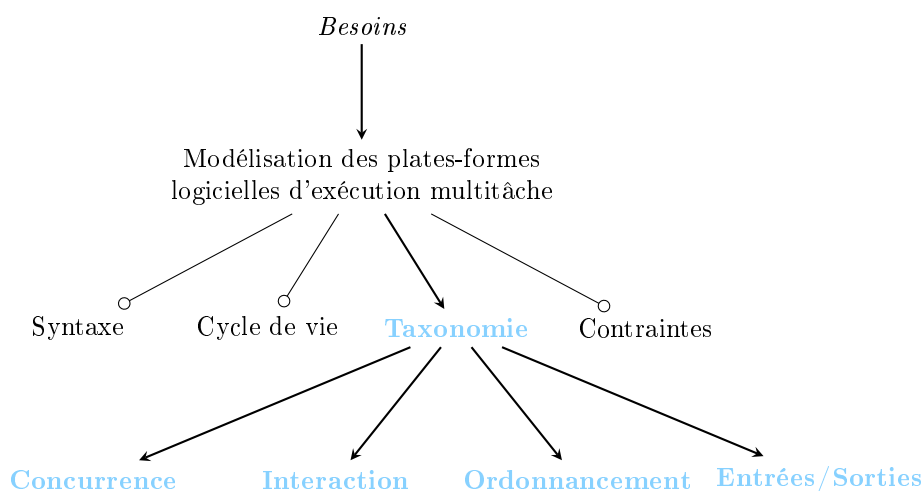 Besoins
Modélisation des plates-formes
logicielles d'exécution multitâche
Syntaxe
Cycle de vie
Taxonomie
Contraintes
Concurrence
Interaction
Ordonnancement
Entrées/Sorties